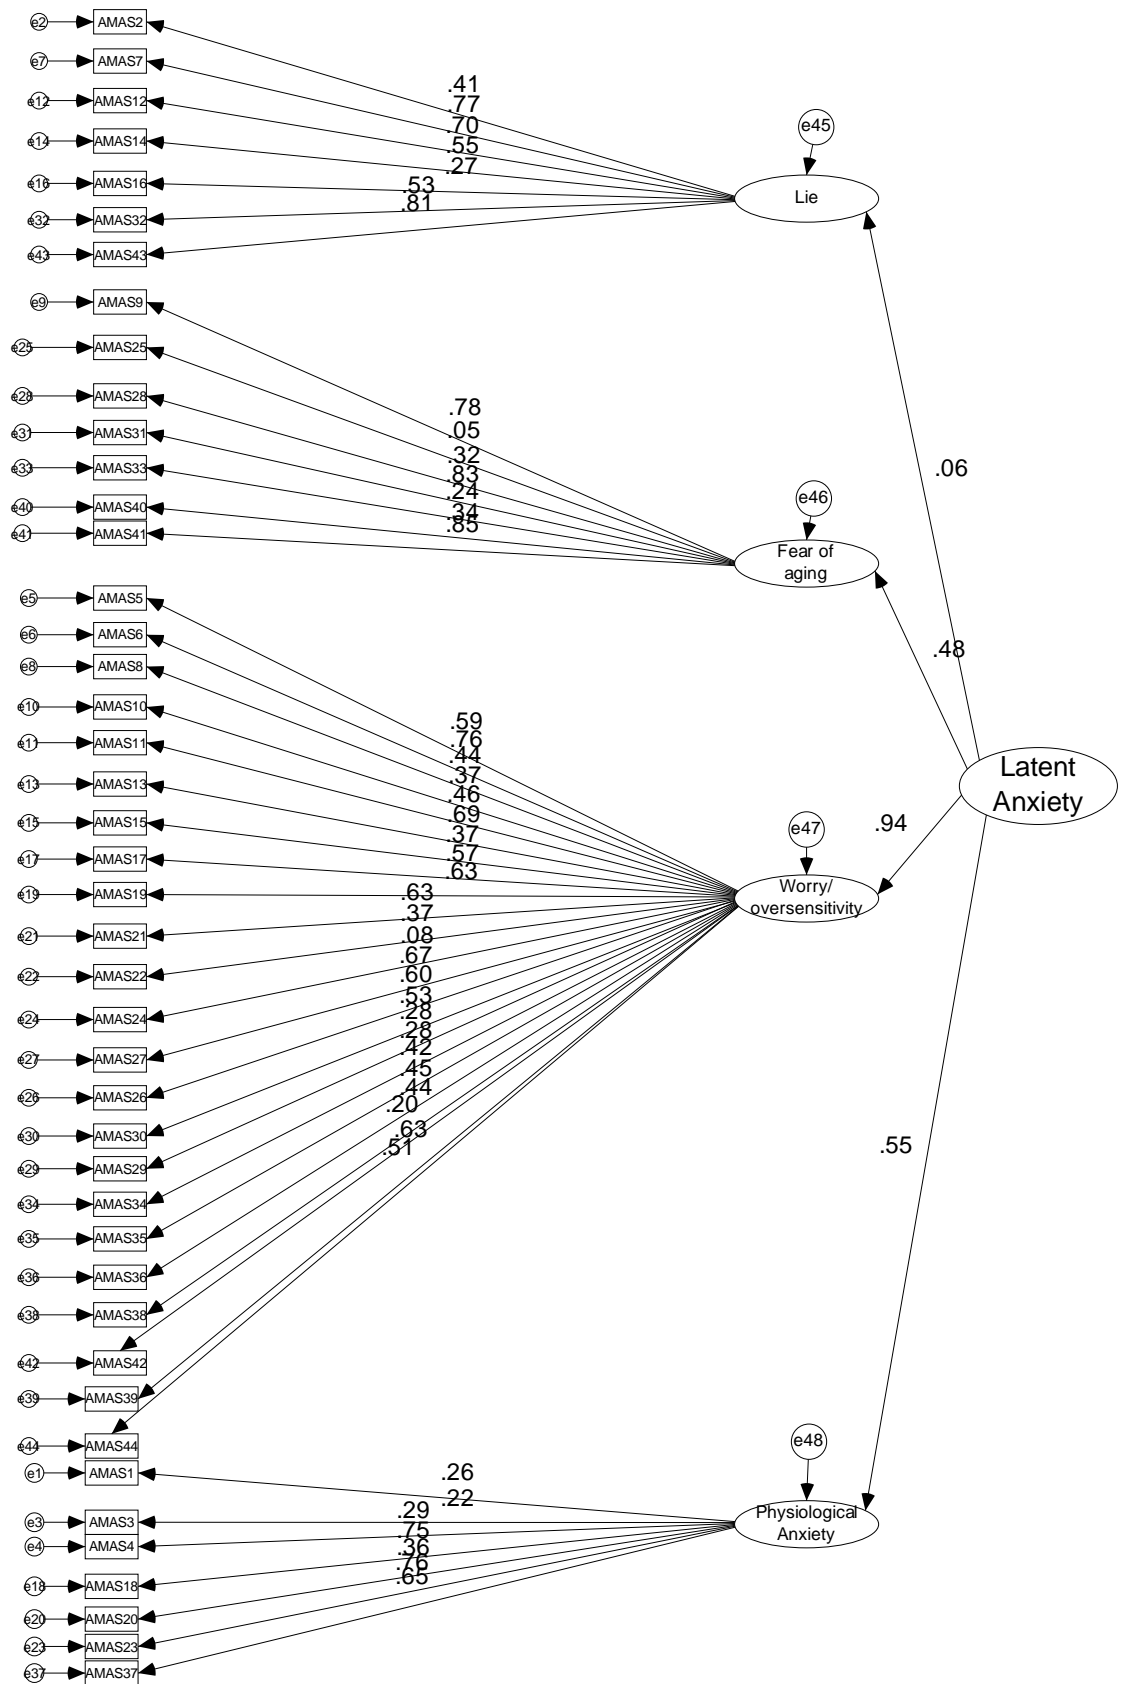 e2 AMAS2
e7 AMAS7
.41
.77
e12 AMAS12
.70
e45
.55
e14 AMAS14
.27
e16 AMAS16
.53
Lie
.81
e32 AMAS32
e43 AMAS43
e9 AMAS9
e25 AMAS25
e28 AMAS28
.78
e31 AMAS31
.05
.32
e33 AMAS33
.06
.83
.24
e46
e40 AMAS40
.34
.85
e41 AMAS41
Fear of
aging
e5 AMAS5
e6 AMAS6
.48
e8 AMAS8
e10 AMAS10
.59
e11 AMAS11
.76
.44
Latent
Anxiety
.37
e13 AMAS13
.46
.69
e15 AMAS15
.94
e47
.37
.57
e17 AMAS17
.63
e19 AMAS19
.63
Worry/
oversensitivity
.37
e21 AMAS21
.08
.67
e22 AMAS22
.60
.53
.28
e24 AMAS24
.28
.42
e27 AMAS27
.45
.44
e26 AMAS26
.20
.63
e30 AMAS30
.51
.55
e29 AMAS29
e34 AMAS34
e35 AMAS35
e36 AMAS36
e38 AMAS38
e42 AMAS42
e39 AMAS39
e44 AMAS44
e48
e1 AMAS1
.26
.22
.29
e3 AMAS3
Physiological
Anxiety
.75
e4 AMAS4
.36
.76
.65
e18 AMAS18
e20 AMAS20
e23 AMAS23
e37 AMAS37